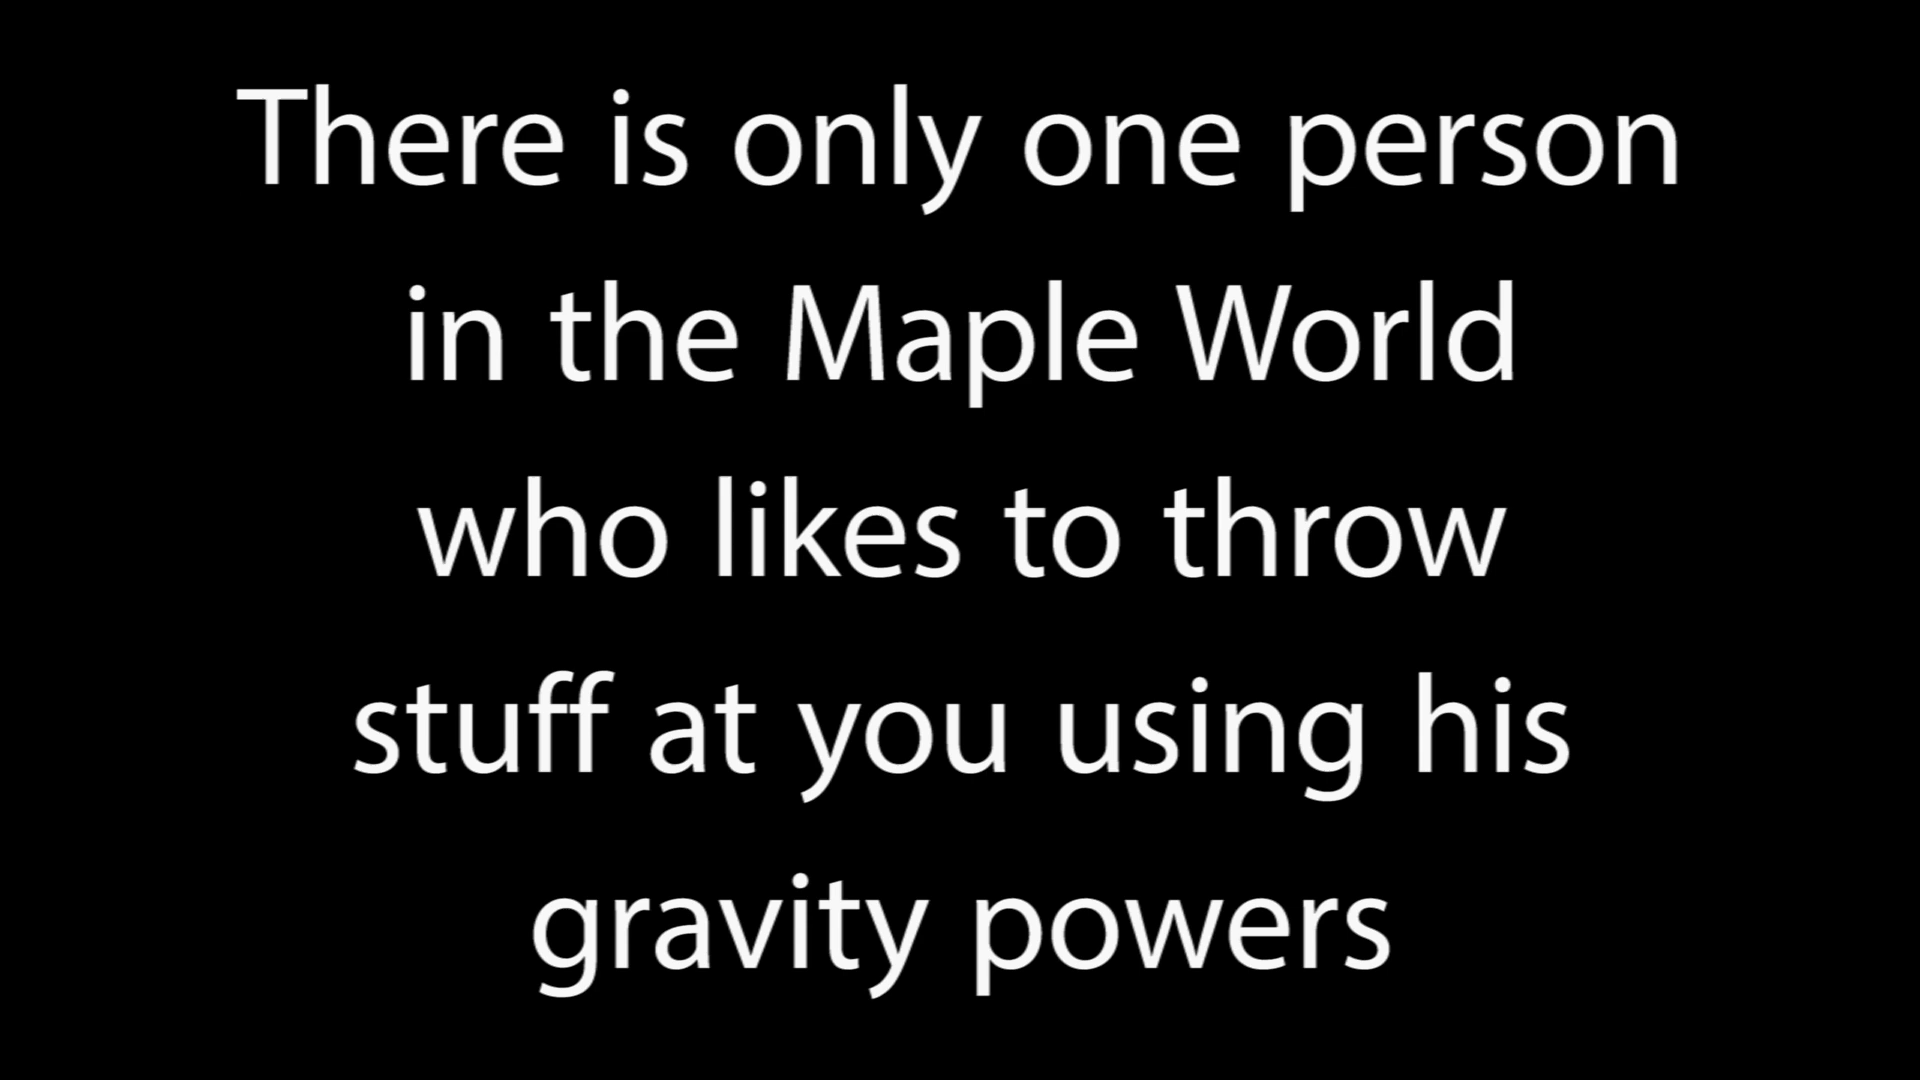 There is only one person
in the Maple World
who likes to throw
stuff at you using his
gravity powers